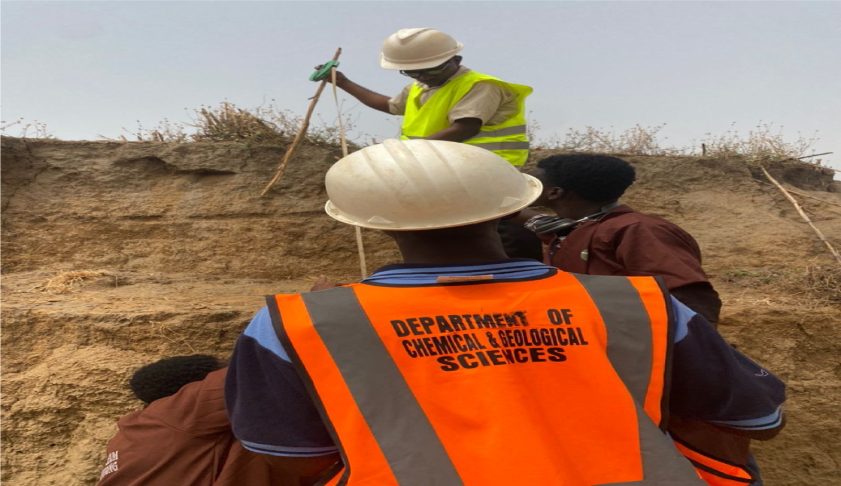 DEPARTMENT OF
CHEMICAL & GEOLOGICAL
SCIENCES